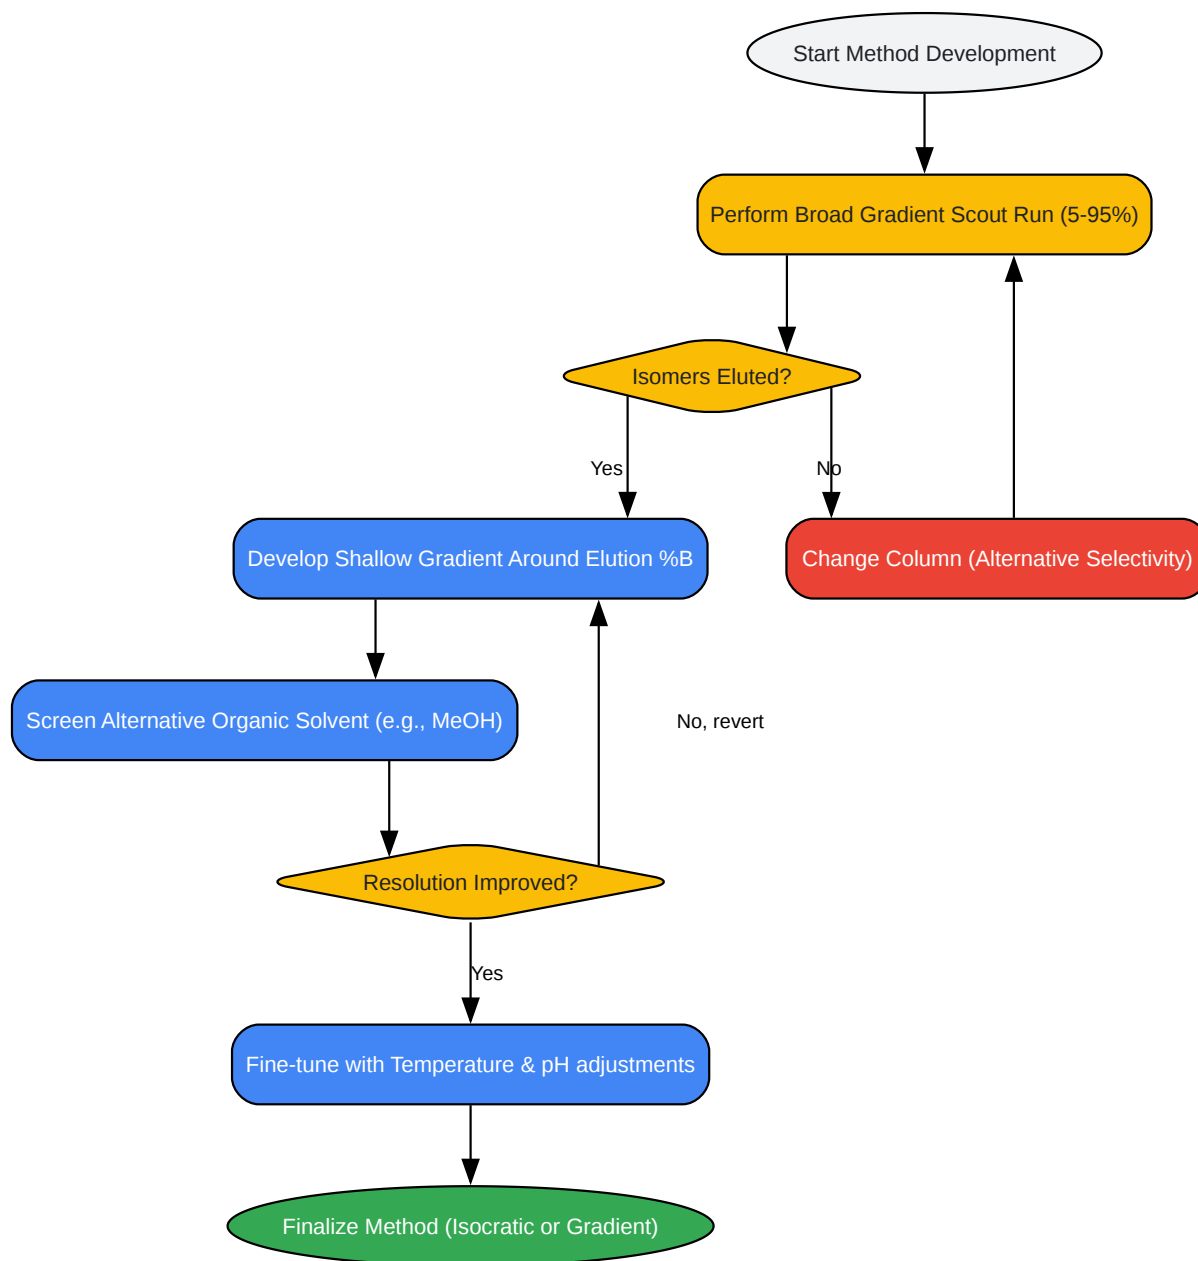 Start Method Development
Perform Broad Gradient Scout Run (5-95%)
Isomers Eluted?
Yes
No
Develop Shallow Gradient Around Elution %B
Change Column (Alternative Selectivity)
Screen Alternative Organic Solvent (e.g., MeOH)
No, revert
Resolution Improved?
Yes
Fine-tune with Temperature & pH adjustments
Finalize Method (Isocratic or Gradient)